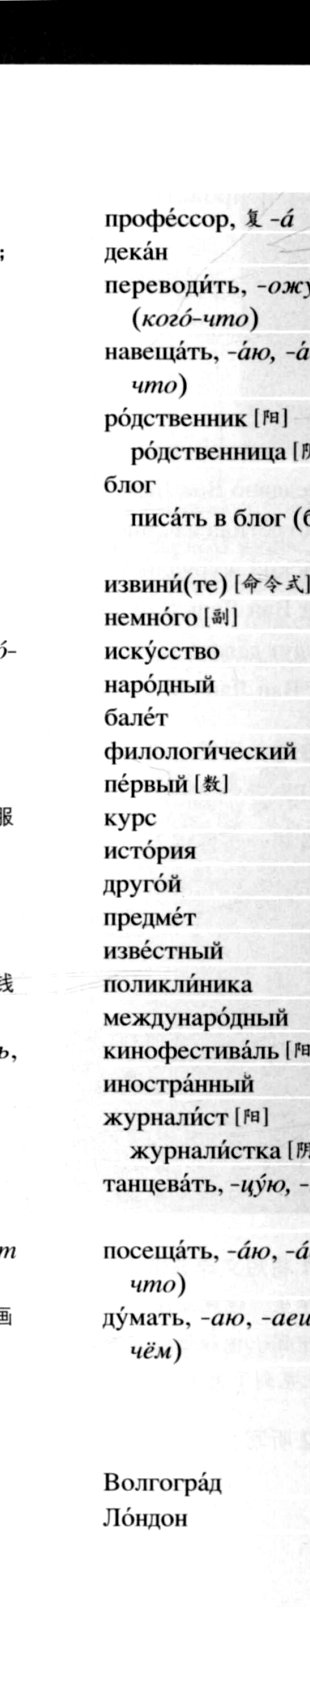 ;
профе́ссор, 复 -а́
дека́н
переводи́ть, -ожу
(кого́-что)
навеща́ть, -а́ю, -а́
что)
ро́дственник [阳]
ро́дственница [阴
блог
писа́ть в блог (б
извини́(те) [命令式]
немно́го [副]
о́-
иску́сство
наро́дный
бале́т
филологи́ческий
пе́рвый [数]
服
курс
исто́рия
друго́й
предме́т
изве́стный
钱
поликли́ника
междунаро́дный
ь,
кинофестива́ль [阳
иностра́нный
журнали́ст [阳]
журнали́стка [阴
танцева́ть, -цу́ю, -
т
посеща́ть, -а́ю, -а́
что)
画
ду́мать, -аю, -аеш
чём)
Волгогра́д
Ло́ндон